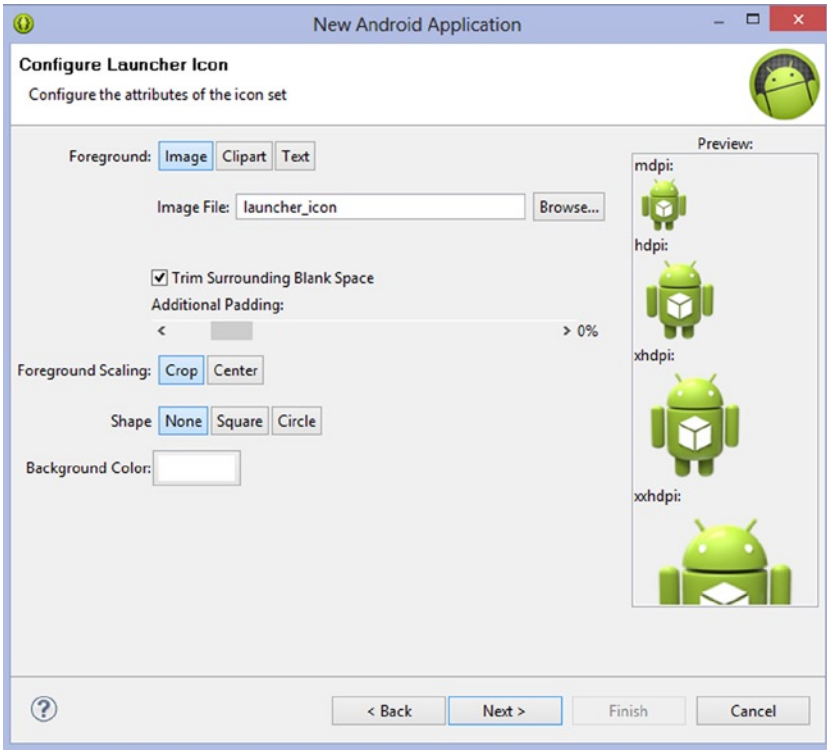 New Android Application
Configure Launcher Icon
Configure the attributes of the icon set
Foreground: Image Clipart Text
Image File: launcher_icon Browse...
Trim Surrounding Blank Space
Additional Padding:
< > 0%
Foreground Scaling: Crop Center
Shape None Square Circle
Background Color:
Preview:
mdpi:
hdpi:
xhdpi:
xxhdpi:
? < Back Next > Finish Cancel